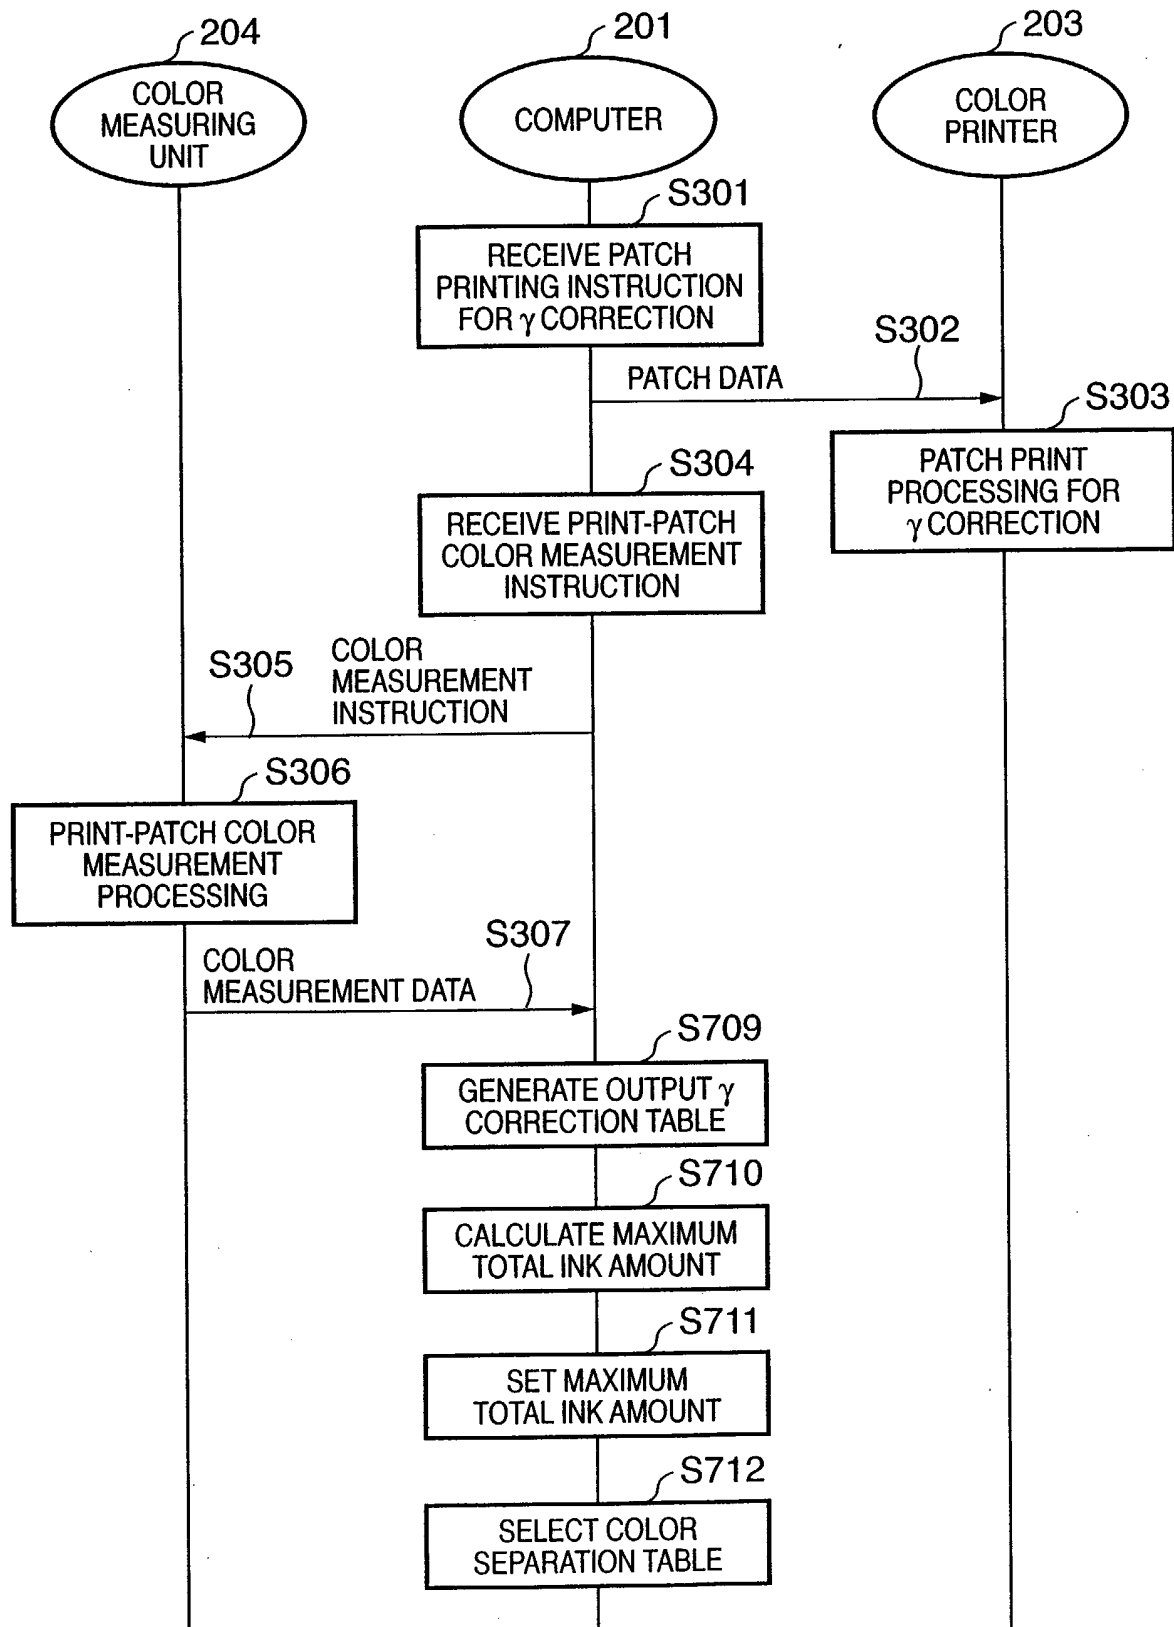 204
COLOR
MEASURING
UNIT
201
COMPUTER
203
COLOR
PRINTER
S301
RECEIVE PATCH
PRINTING INSTRUCTION
FOR γ CORRECTION
S302
PATCH DATA
S303
PATCH PRINT
PROCESSING FOR
γ CORRECTION
S304
RECEIVE PRINT-PATCH
COLOR MEASUREMENT
INSTRUCTION
S305
COLOR
MEASUREMENT
INSTRUCTION
S306
PRINT-PATCH COLOR
MEASUREMENT
PROCESSING
S307
COLOR
MEASUREMENT DATA
S709
GENERATE OUTPUT γ
CORRECTION TABLE
S710
CALCULATE MAXIMUM
TOTAL INK AMOUNT
S711
SET MAXIMUM
TOTAL INK AMOUNT
S712
SELECT COLOR
SEPARATION TABLE